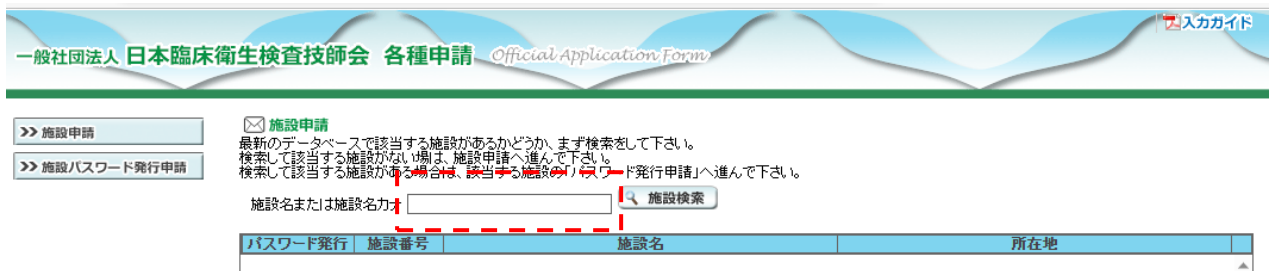 入力ガイド
一般社団法人 日本臨床衛生検査技師会 各種申請 Official Application Form
>> 施設申請
>> 施設パスワード発行申請
施設申請
最新のデータベースで該当する施設があるかどうか、まず検索をして下さい。
検索して該当する施設がない場は、施設申請へ進んで下さい。
検索して該当する施設がある場合は、該当する施設の「パスワード発行申請」へ進んで下さい。
施設名または施設名カナ
施設検索
パスワード発行 施設番号 施設名 所在地